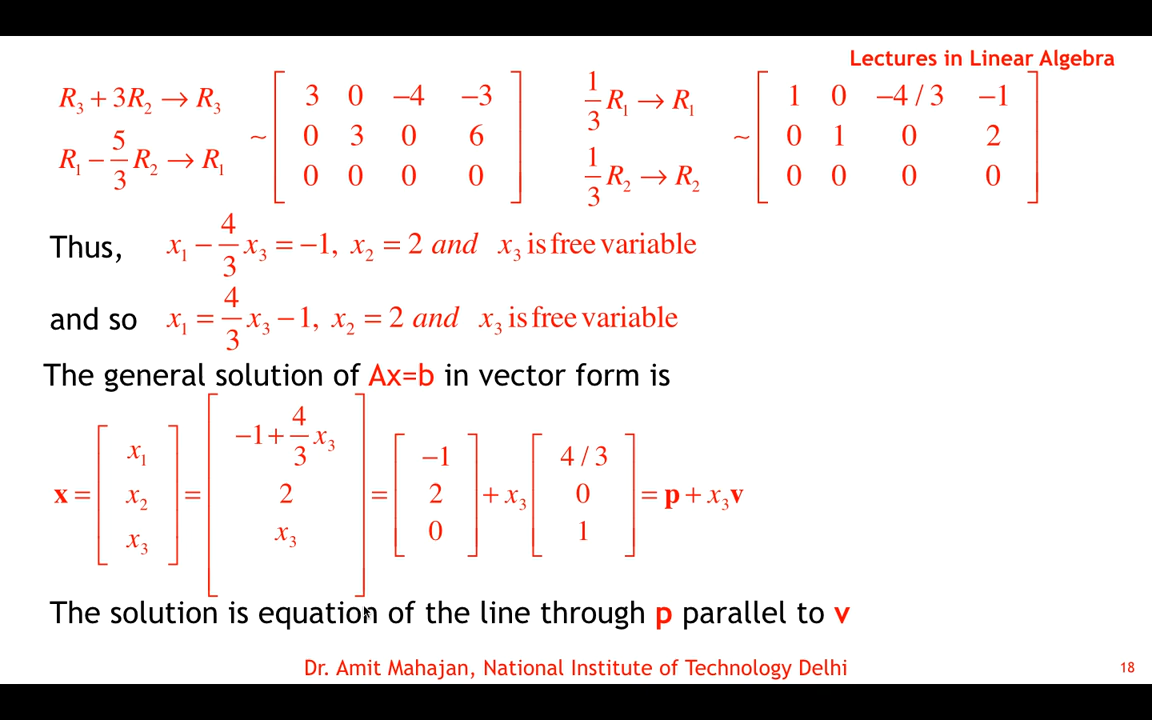 Lectures in Linear Algebra
R₃ + 3R₂ → R₃
R₁ − 5/3 R₂ → R₁
~ [ 3 0 −4 −3
0 3 0 6
0 0 0 0 ]
1/3 R₁ → R₁
1/3 R₂ → R₂
~ [ 1 0 −4 / 3 −1
0 1 0 2
0 0 0 0 ]
Thus, x₁ − 4/3 x₃ = −1, x₂ = 2 and x₃ is free variable
and so x₁ = 4/3 x₃ − 1, x₂ = 2 and x₃ is free variable
The general solution of Ax=b in vector form is
x = [ x₁ x₂ x₃ ] = [ −1 + 4/3 x₃ 2 x₃ ] = [ −1 2 0 ] + x₃ [ 4 / 3 0 1 ] = p + x₃v
The solution is equation of the line through p parallel to v
Dr. Amit Mahajan, National Institute of Technology Delhi
18